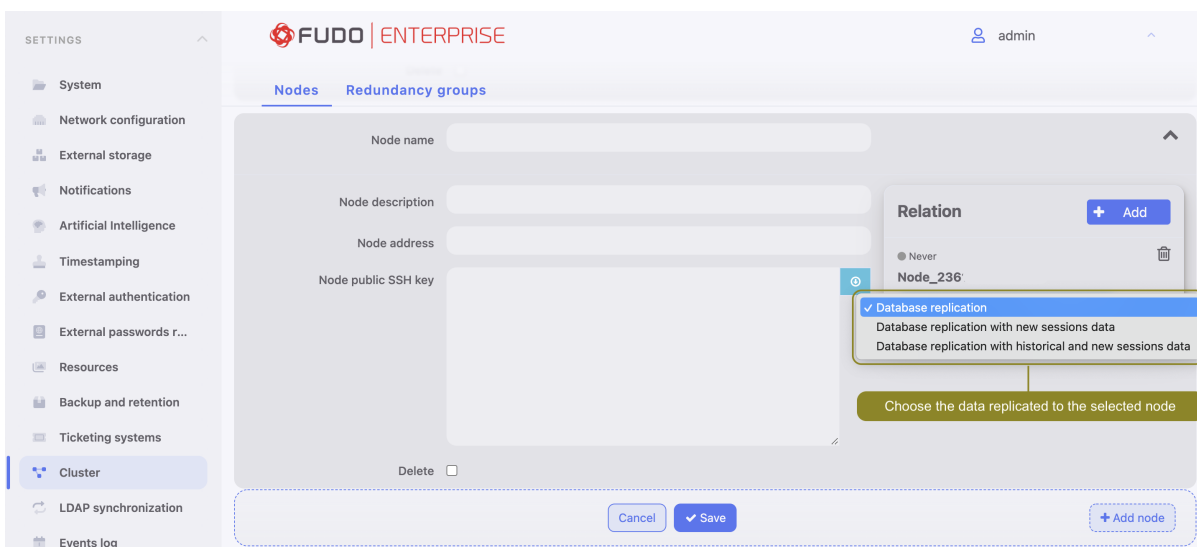 SETTINGS
FUDO ENTERPRISE
admin
System
Network configuration
External storage
Notifications
Artificial Intelligence
Timestamping
External authentication
External passwords r...
Resources
Backup and retention
Ticketing systems
Cluster
LDAP synchronization
Events log
Nodes
Redundancy groups
Node name
Node description
Node address
Node public SSH key
Delete
Relation
+ Add
Never
Node_236
✓ Database replication
Database replication with new sessions data
Database replication with historical and new sessions data
Choose the data replicated to the selected node
Cancel
✓ Save
+ Add node